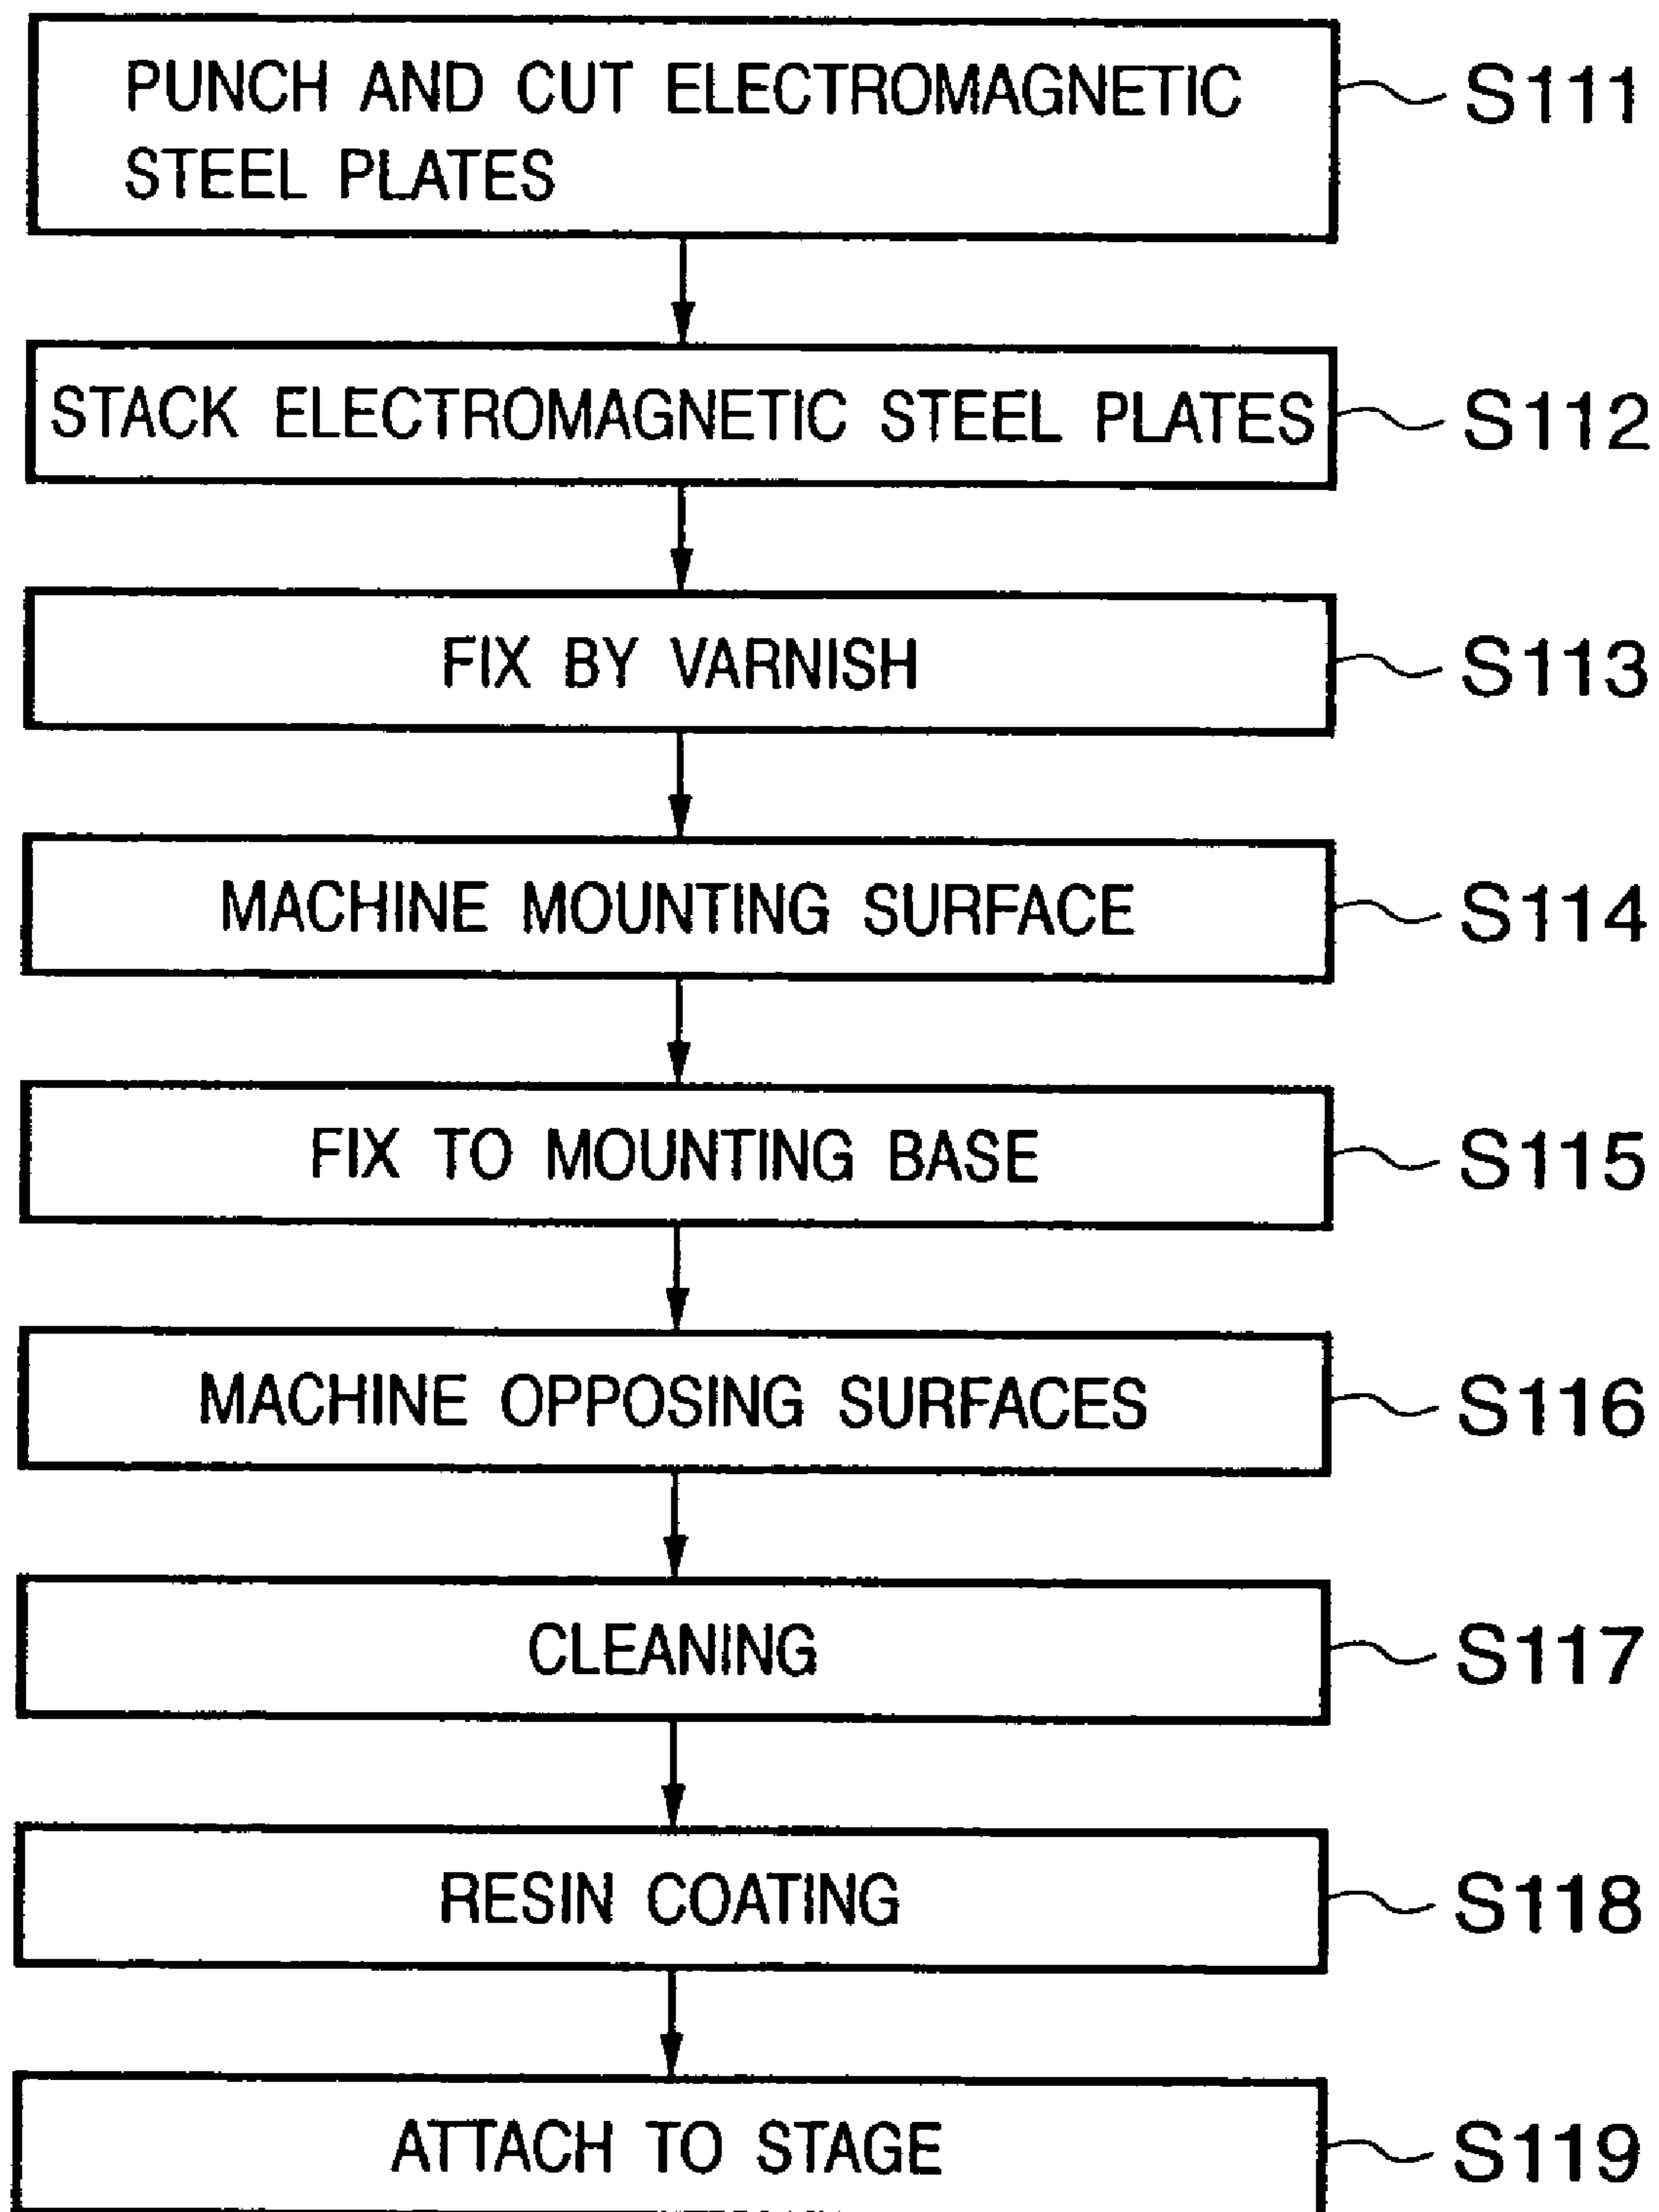 PUNCH AND CUT ELECTROMAGNETIC
STEEL PLATES
S111
STACK ELECTROMAGNETIC STEEL PLATES
S112
FIX BY VARNISH
S113
MACHINE MOUNTING SURFACE
S114
FIX TO MOUNTING BASE
S115
MACHINE OPPOSING SURFACES
S116
CLEANING
S117
RESIN COATING
S118
ATTACH TO STAGE
S119